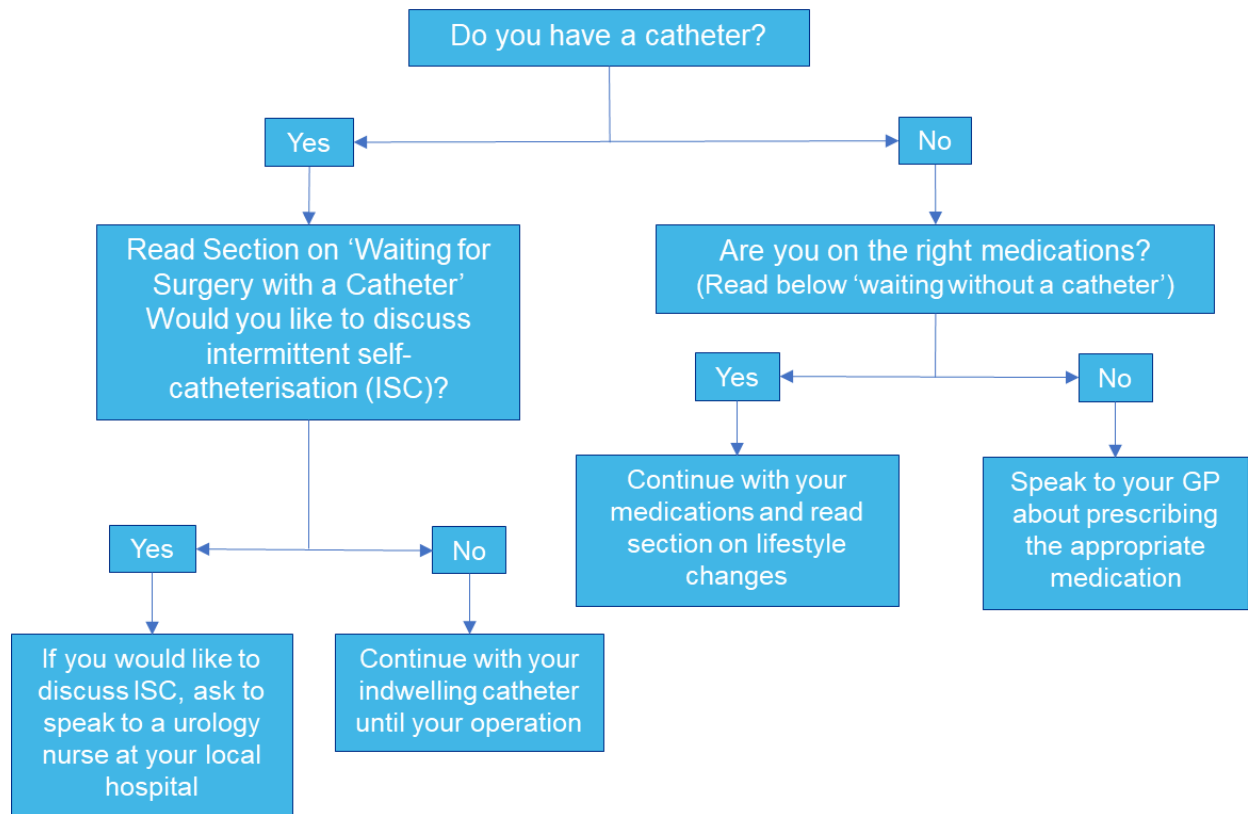 Do you have a catheter?
Yes
No
Read Section on ‘Waiting for
Surgery with a Catheter’
Would you like to discuss
intermittent self-
catheterisation (ISC)?
Are you on the right medications?
(Read below ‘waiting without a catheter’)
Yes
No
Continue with your
medications and read
section on lifestyle
changes
Speak to your GP
about prescribing
the appropriate
medication
Yes
No
If you would like to
discuss ISC, ask to
speak to a urology
nurse at your local
hospital
Continue with your
indwelling catheter
until your operation